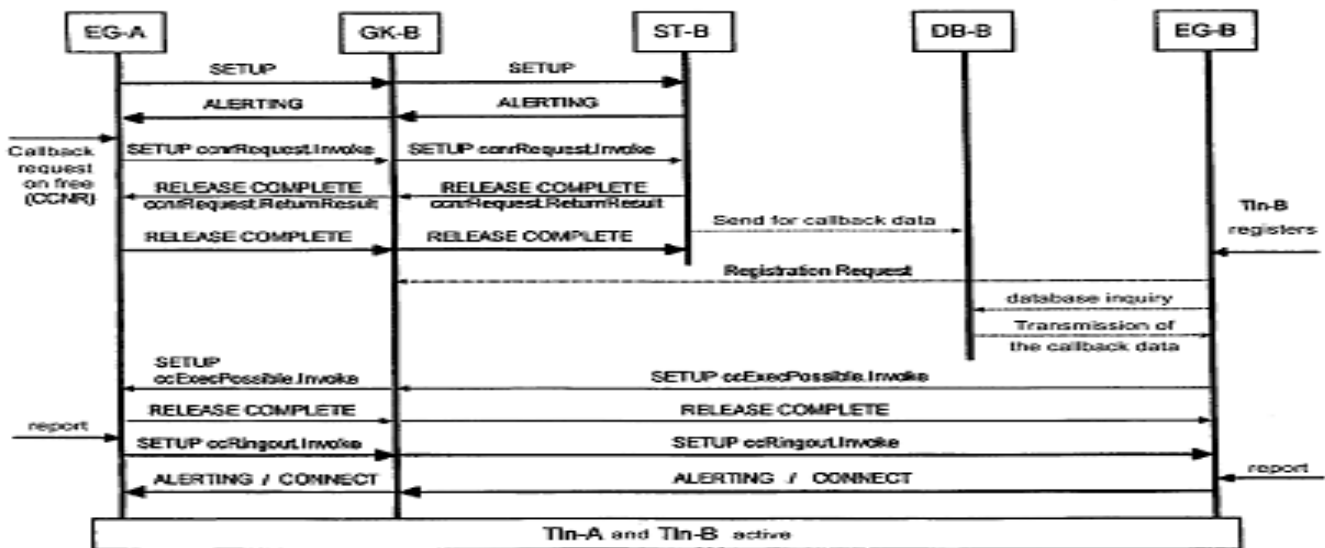 EG-A GK-B ST-B DB-B EG-B
SETUP SETUP
ALERTING ALERTING
Callback
request
on free
(CCNR)
SETUP ccnrRequest.Invoke SETUP ccnrRequest.Invoke
RELEASE COMPLETE RELEASE COMPLETE
ccnrRequest.ReturnResult ccnrRequest.ReturnResult
Send for callback data
Tln-B
registers
RELEASE COMPLETE RELEASE COMPLETE
Registration Request
database inquiry
Transmission of
the callback data
SETUP
ccExecPossible.Invoke SETUP ccExecPossible.Invoke
RELEASE COMPLETE RELEASE COMPLETE
report
SETUP ccRingout.Invoke SETUP ccRingout.Invoke
ALERTING / CONNECT ALERTING / CONNECT
report
Tln-A and Tln-B active